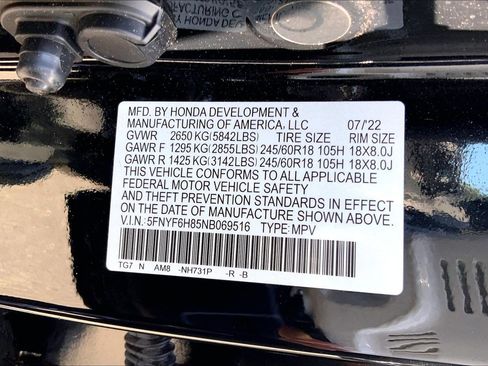 MFD. BY HONDA DEVELOPMENT &
MANUFACTURING OF AMERICA, LLC 07/'22
GVWR 2650 KG (5842LBS) TIRE SIZE RIM SIZE
GAWR F 1295 KG (2855LBS) 245/60R18 105H 18X8.0J
GAWR R 1425 KG (3142LBS) 245/60R18 105H 18X8.0J
THIS VEHICLE CONFORMS TO ALL APPLICABLE
FEDERAL MOTOR VEHICLE SAFETY
AND THEFT PREVENTION STANDARDS IN EFFECT
ON THE DATE OF MANUFACTURE SHOWN ABOVE.
V.I.N.:5FNYF6H85NB069516 TYPE:MPV
TG7 N AM8 -NH731P -R -B